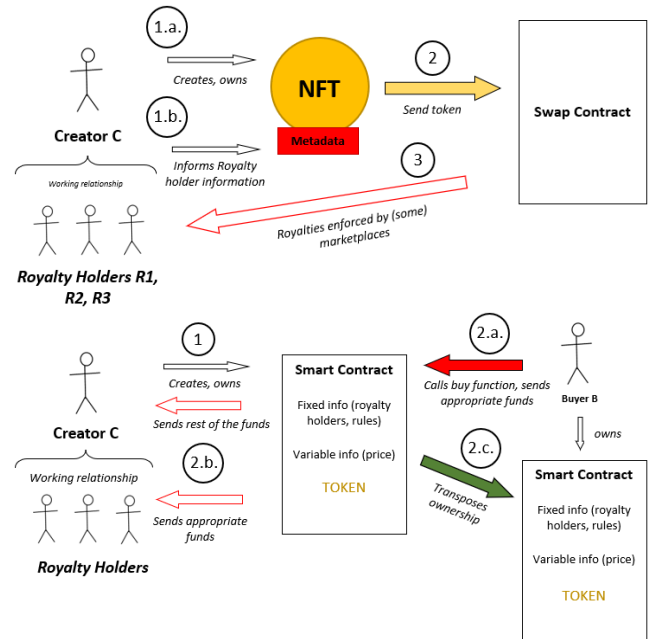 1.a.
Creates, owns
NFT
Metadata
2
Send token
Swap Contract
Creator C
1.b.
Informs Royalty
holder information
Working relationship
3
Royalties enforced by (some)
marketplaces
Royalty Holders R1,
R2, R3
1
Creates, owns
Sends rest of the funds
Creator C
Working relationship
2.b.
Sends appropriate
funds
Royalty Holders
Smart Contract
Fixed info (royalty
holders, rules)
Variable info (price)
TOKEN
2.a.
Calls buy function, sends
appropriate funds
Buyer B
owns
2.c.
Transposes
ownership
Smart Contract
Fixed info (royalty
holders, rules)
Variable info (price)
TOKEN